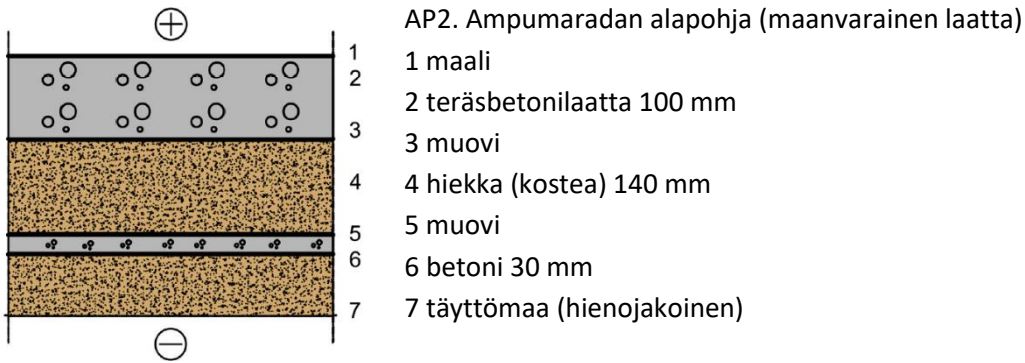 AP2. Ampumaradan alapohja (maanvarainen laatta)
1 maali
2 teräsbetonilaatta 100 mm
3 muovi
4 hiekka (kostea) 140 mm
5 muovi
6 betoni 30 mm
7 täyttömaa (hienojakoinen)
+
1
2
3
4
5
6
7
−